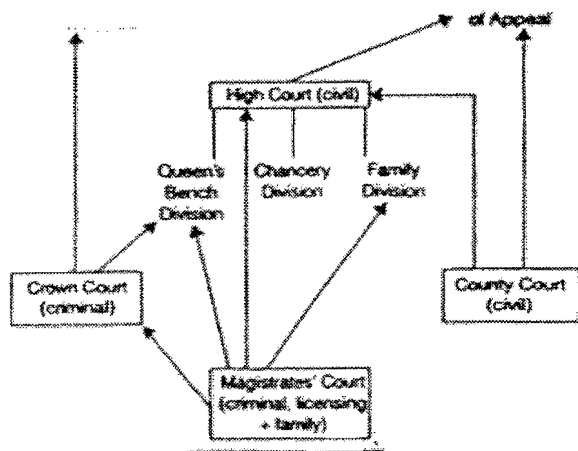 of Appeal
High Court (civil)
Queen's
Bench
Division
Chancery
Division
Family
Division
Crown Court
(criminal)
County Court
(civil)
Magistrates' Court
(criminal, licensing
+ family)